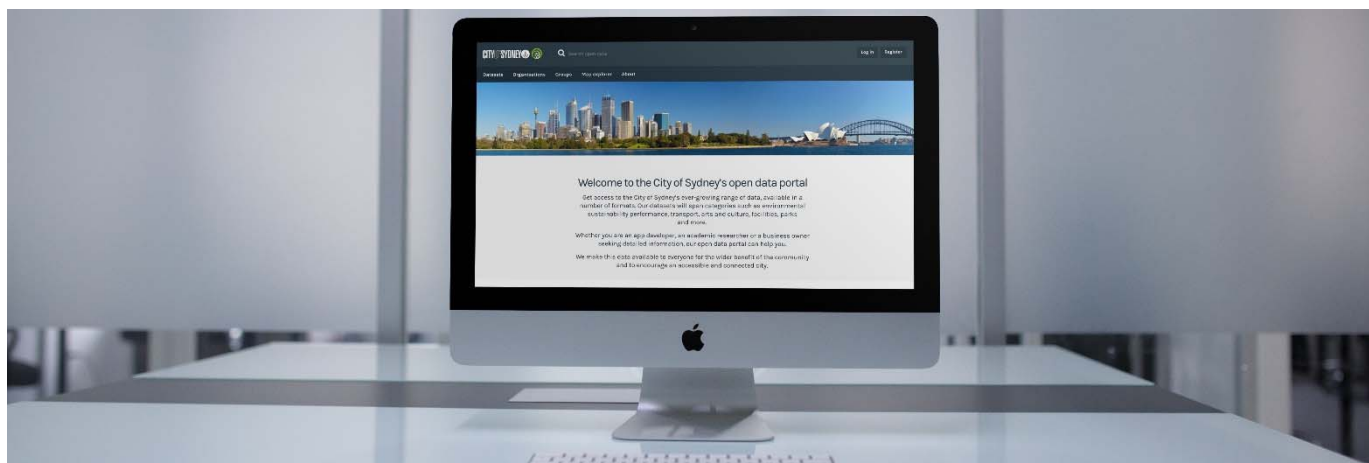 CITY OF SYDNEY
Search open data
Log in Register
Datasets Organisations Groups Map explorer About
Welcome to the City of Sydney's open data portal
Get access to the City of Sydney's ever-growing range of data, available in a
number of formats. Our datasets will span categories such as environmental
sustainability performance, transport, arts and culture, facilities, parks
and more.
Whether you are an app developer, an academic researcher or a business owner
seeking detailed information, our open data portal can help you.
We make this data available to everyone for the wider benefit of the community
and to encourage an accessible and connected city.